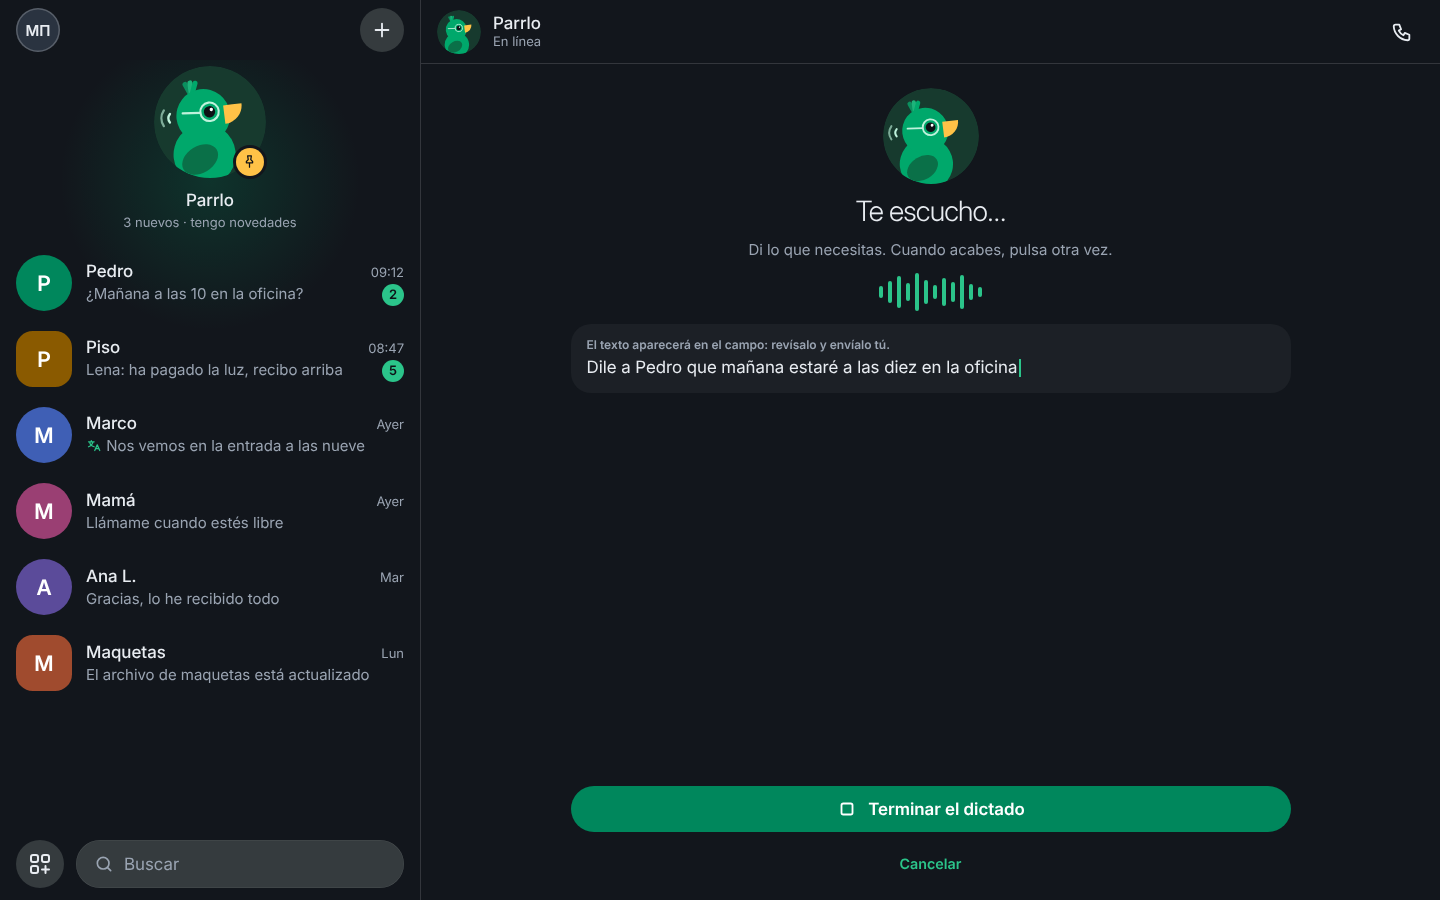 МП
Parrlo
3 nuevos · tengo novedades
Pedro
09:12
¿Mañana a las 10 en la oficina?
2
P
Piso
08:47
Lena: ha pagado la luz, recibo arriba
5
P
Marco
Ayer
Nos vemos en la entrada a las nueve
M
Mamá
Ayer
Llámame cuando estés libre
M
Ana L.
Mar
Gracias, lo he recibido todo
A
Maquetas
Lun
El archivo de maquetas está actualizado
M
Buscar
Parrlo
En línea
Te escucho...
Di lo que necesitas. Cuando acabes, pulsa otra vez.
El texto aparecerá en el campo: revísalo y envíalo tú.
Dile a Pedro que mañana estaré a las diez en la oficina
Terminar el dictado
Cancelar